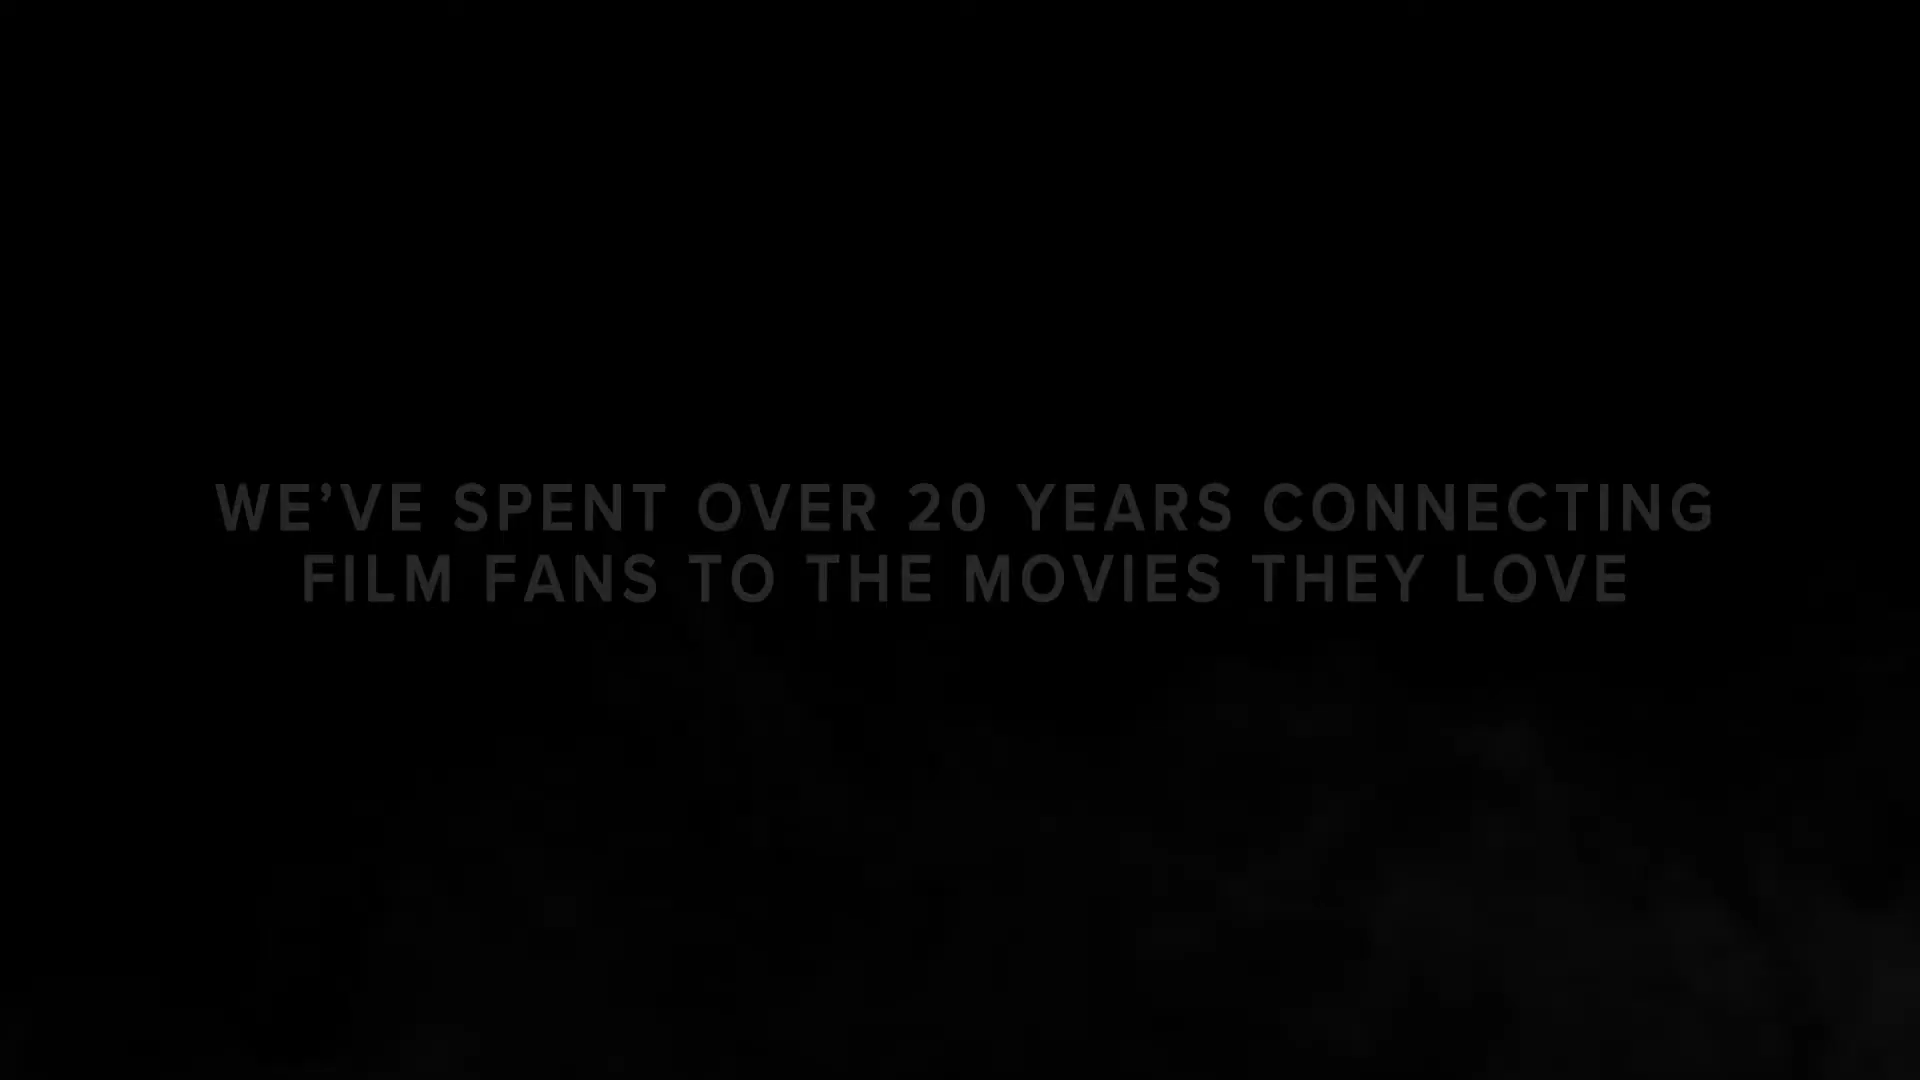 WE’VE SPENT OVER 20 YEARS CONNECTING
FILM FANS TO THE MOVIES THEY LOVE